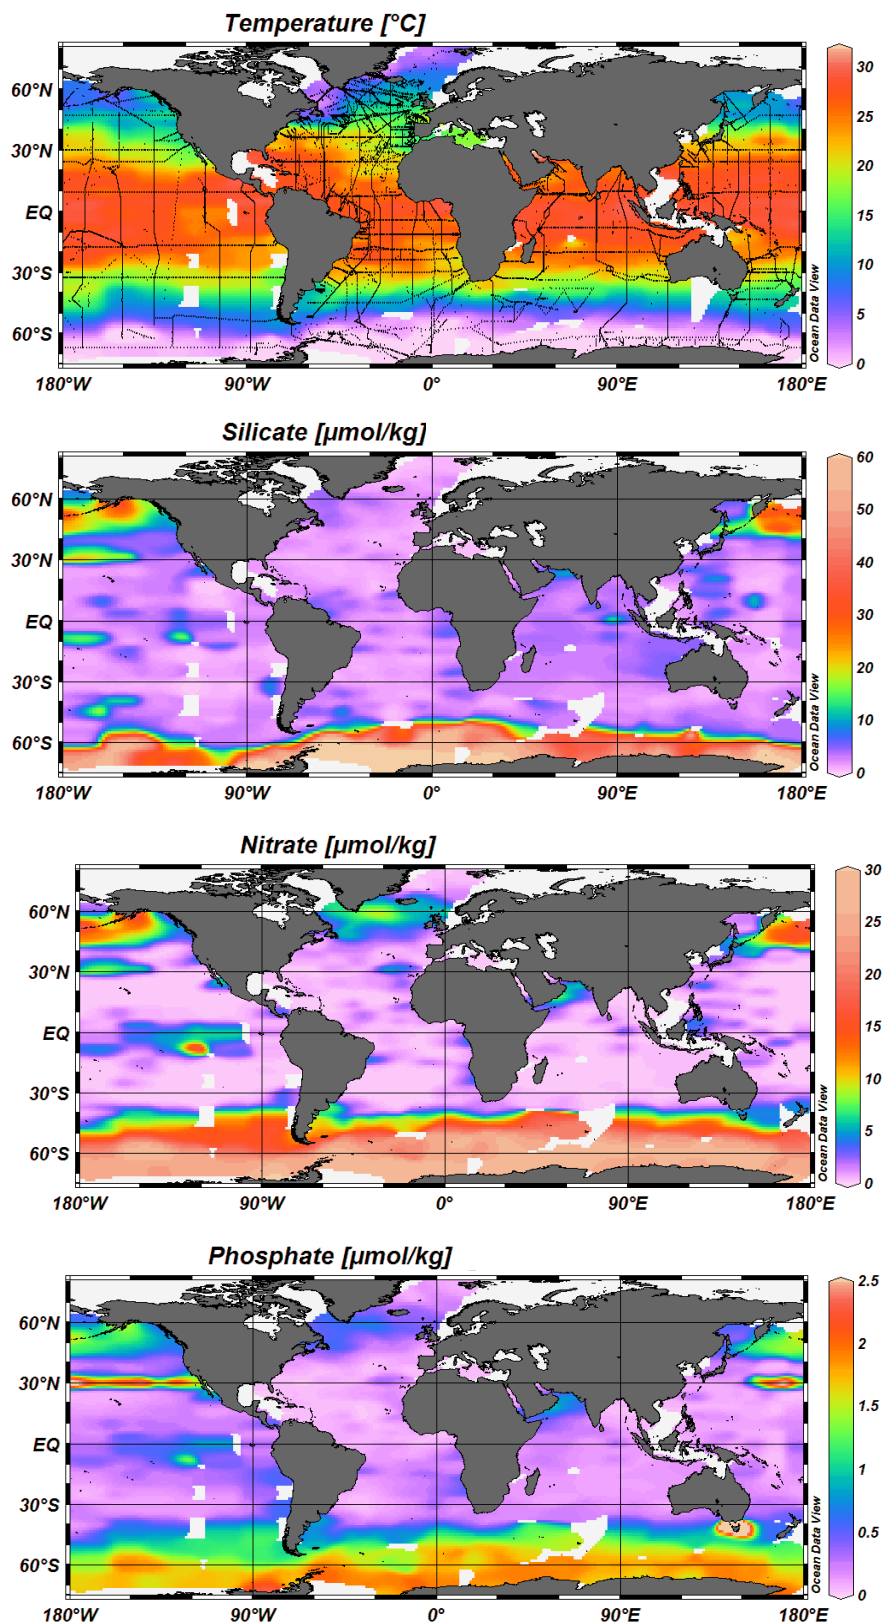 Temperature [°C]
60°N
30°N
EQ
30°S
60°S
180°W 90°W 0° 90°E 180°E
30
25
20
15
10
5
0
Ocean Data View
Silicate [µmol/kg]
60°N
30°N
EQ
30°S
60°S
180°W 90°W 0° 90°E 180°E
60
50
40
30
20
10
0
Ocean Data View
Nitrate [µmol/kg]
60°N
30°N
EQ
30°S
60°S
180°W 90°W 0° 90°E 180°E
30
25
20
15
10
5
0
Ocean Data View
Phosphate [µmol/kg]
60°N
30°N
EQ
30°S
60°S
180°W 90°W 0° 90°E 180°E
2.5
2
1.5
1
0.5
0
Ocean Data View